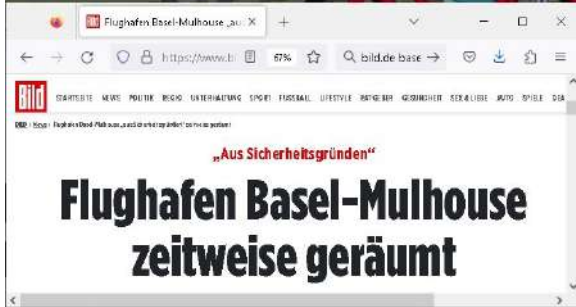 Flughafen Basel-Mulhouse „au
https://www.b
67%
bild.de base →
Bild
STARTSEITE NEWS POLITIK REGIO UNTERHALTUNG SPORT FUSSBALL LIFESTYLE RATGEBER GESUNDHEIT SEX & LIEBE AUTO SPIELE DEA
„Aus Sicherheitsgründen“
Flughafen Basel-Mulhouse
zeitweise geräumt